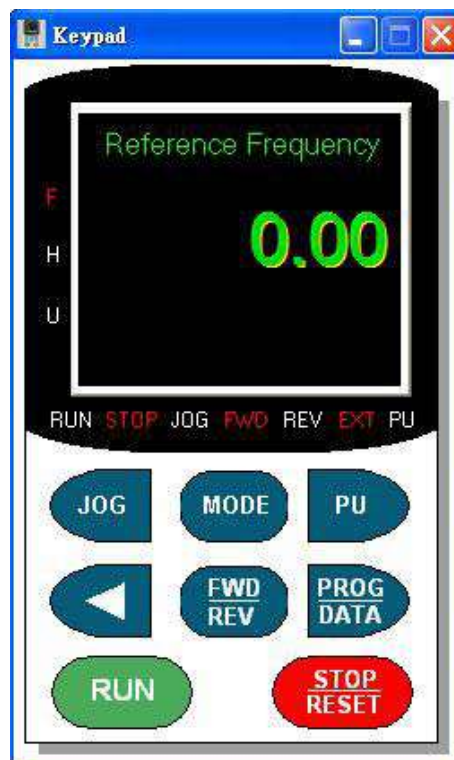 Keypad
Reference Frequency
F
0.00
H
U
RUN STOP JOG FWD REV EXT PU
JOG MODE PU
FWD PROG
REV DATA
RUN STOP
RESET